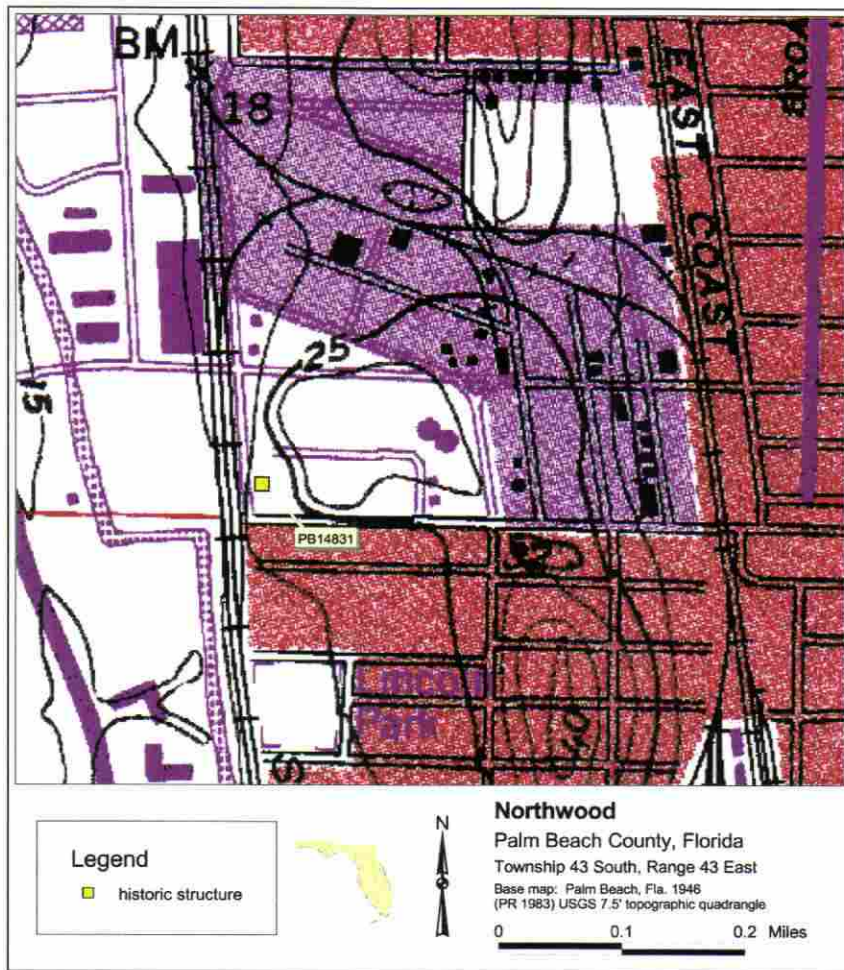 BM
18
EAST
COAST
25
15
PB14831
Lincoln
Park
S
Legend
historic structure
N
Northwood
Palm Beach County, Florida
Township 43 South, Range 43 East
Base map: Palm Beach, Fla. 1946
(PR 1983) USGS 7.5' topographic quadrangle
0 0.1 0.2 Miles